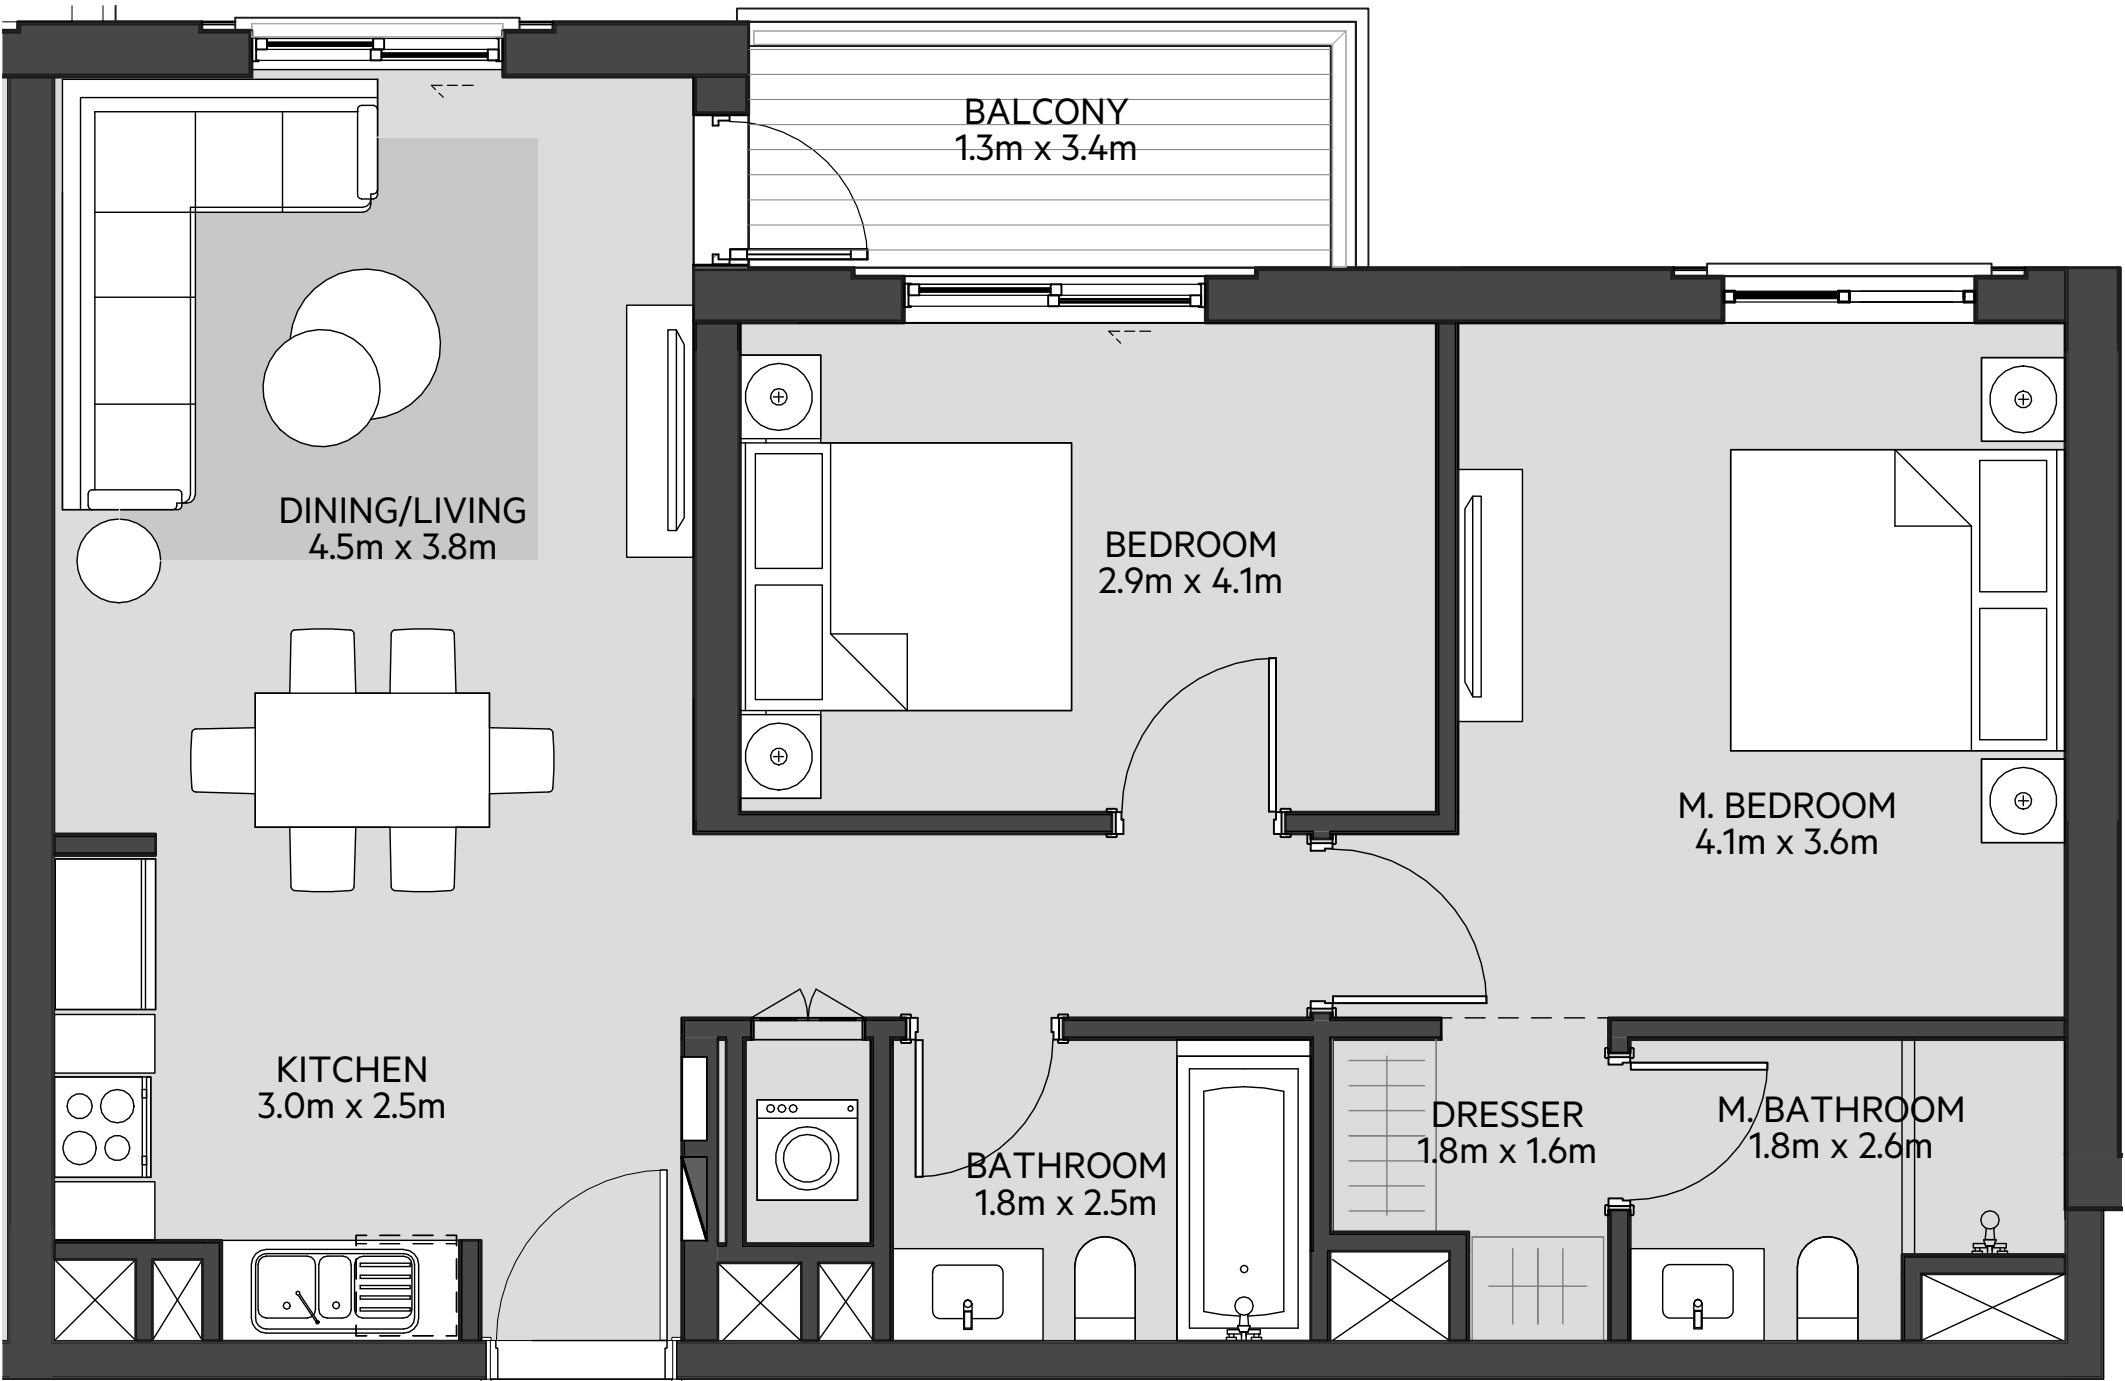 BALCONY
1.3m x 3.4m
DINING/LIVING
4.5m x 3.8m
BEDROOM
2.9m x 4.1m
M. BEDROOM
4.1m x 3.6m
KITCHEN
3.0m x 2.5m
BATHROOM
1.8m x 2.5m
DRESSER
1.8m x 1.6m
M. BATHROOM
1.8m x 2.6m